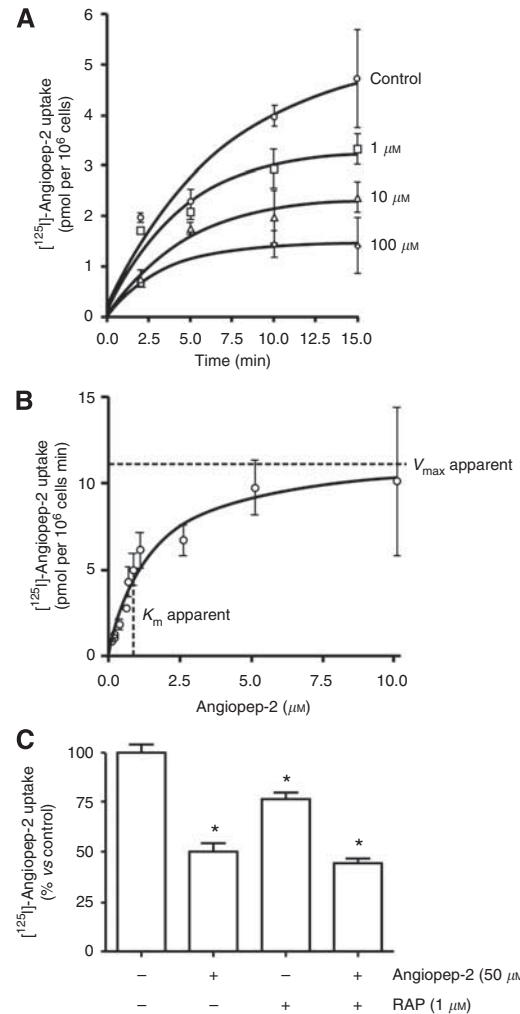 A
[¹²⁵I]-Angiopep-2 uptake
(pmol per 10⁶ cells)
6
5
4
3
2
1
0
Control
1 μM
10 μM
100 μM
0.0 2.5 5.0 7.5 10.0 12.5 15.0
Time (min)
B
[¹²⁵I]-Angiopep-2 uptake
(pmol per 10⁶ cells min)
15
10
5
0
Vmax apparent
Km apparent
0.0 2.5 5.0 7.5 10.0
Angiopep-2 (μM)
C
[¹²⁵I]-Angiopep-2 uptake
(% vs control)
100
75
50
25
0
* * *
– + – + Angiopep-2 (50 μM
– – + + RAP (1 μM)